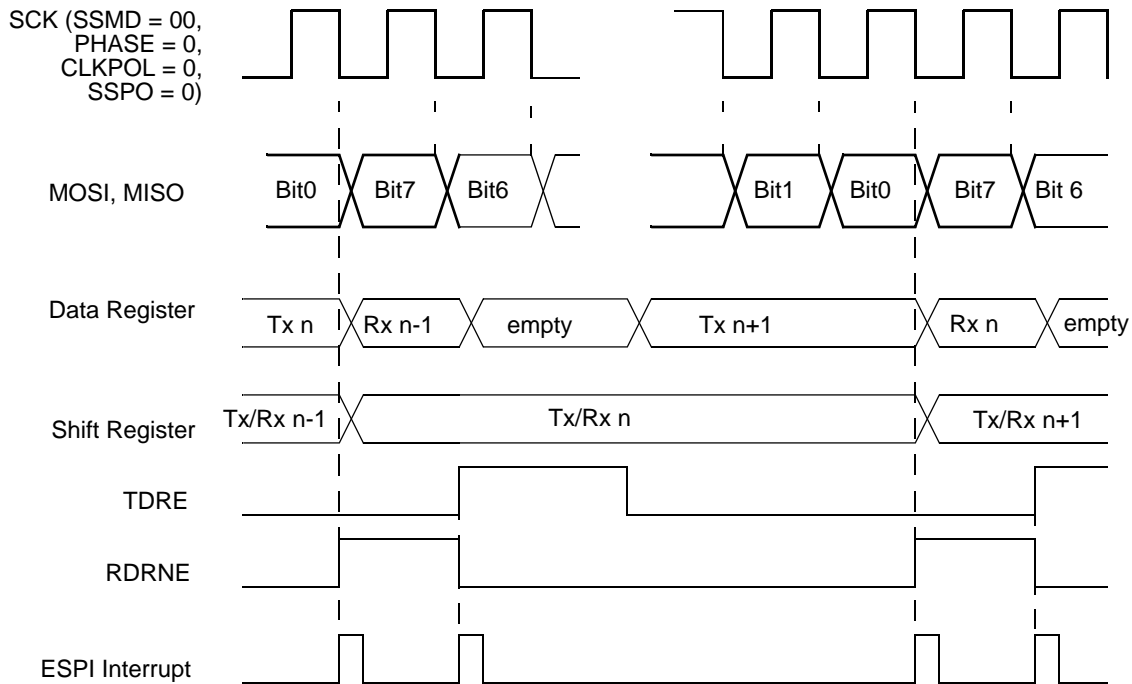 SCK (SSMD = 00,
PHASE = 0,
CLKPOL = 0,
SSPO = 0)
MOSI, MISO
Bit0
Bit7
Bit6
Bit1
Bit0
Bit7
Bit 6
Data Register
Tx n
Rx n-1
empty
Tx n+1
Rx n
empty
Shift Register
Tx/Rx n-1
Tx/Rx n
Tx/Rx n+1
TDRE
RDRNE
ESPI Interrupt